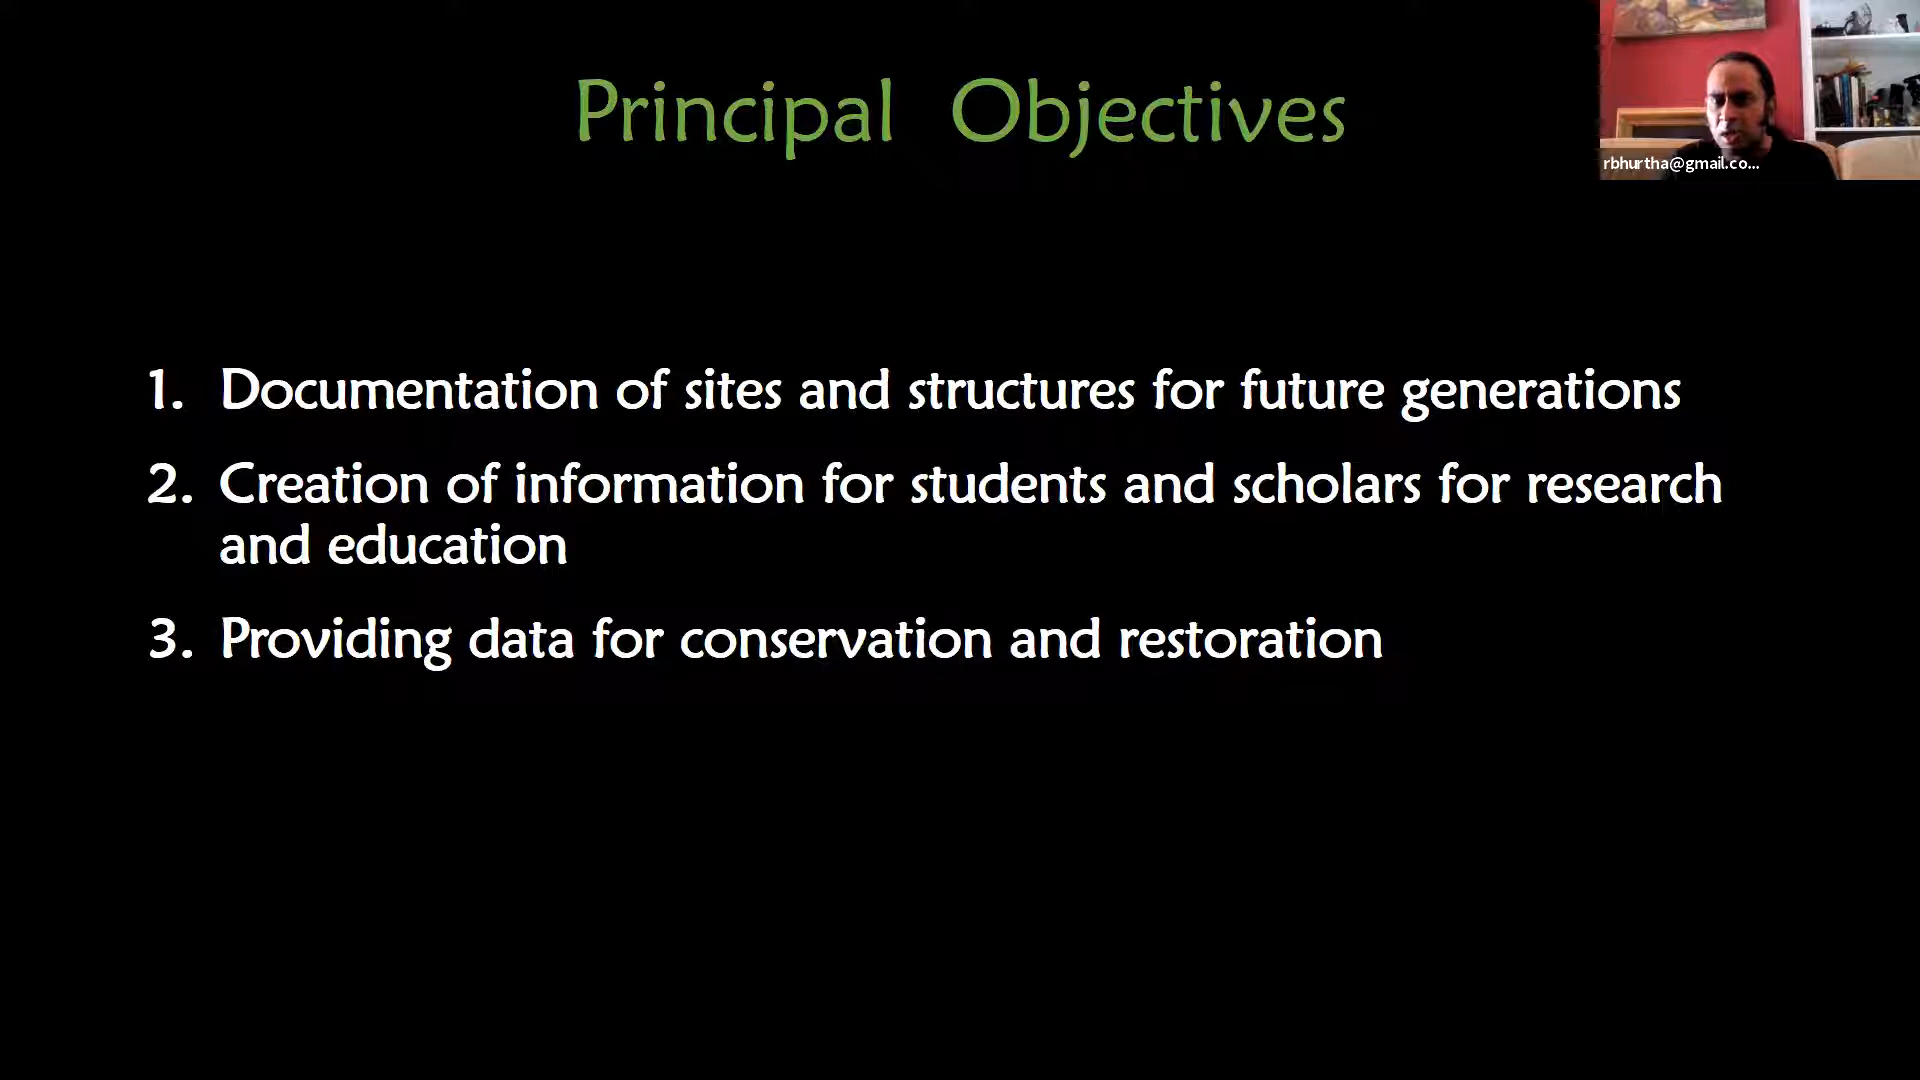 Principal Objectives
rbhurtha@gmail.co...
1. Documentation of sites and structures for future generations
2. Creation of information for students and scholars for research
and education
3. Providing data for conservation and restoration